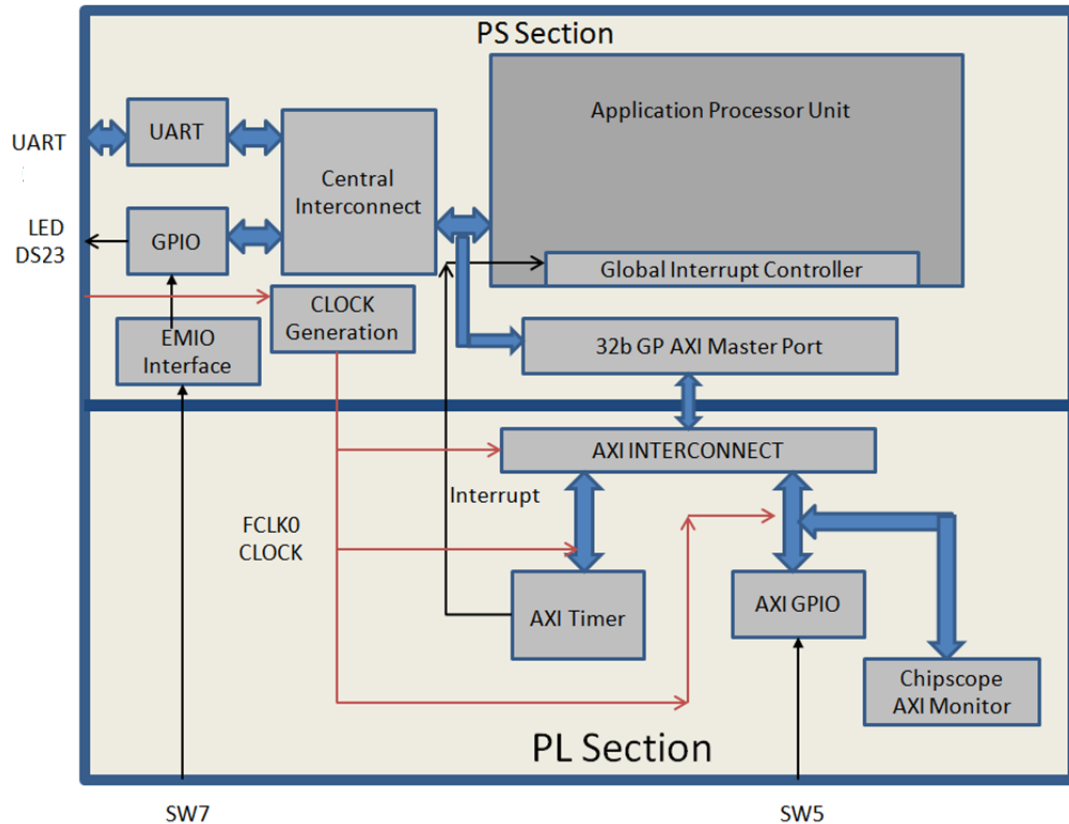 PS Section
Application Processor Unit
UART
UART
Central
Interconnect
LED
DS23
GPIO
Global Interrupt Controller
CLOCK
Generation
EMIO
Interface
32b GP AXI Master Port
AXI INTERCONNECT
Interrupt
FCLK0
CLOCK
AXI Timer
AXI GPIO
Chipscope
AXI Monitor
PL Section
SW7
SW5